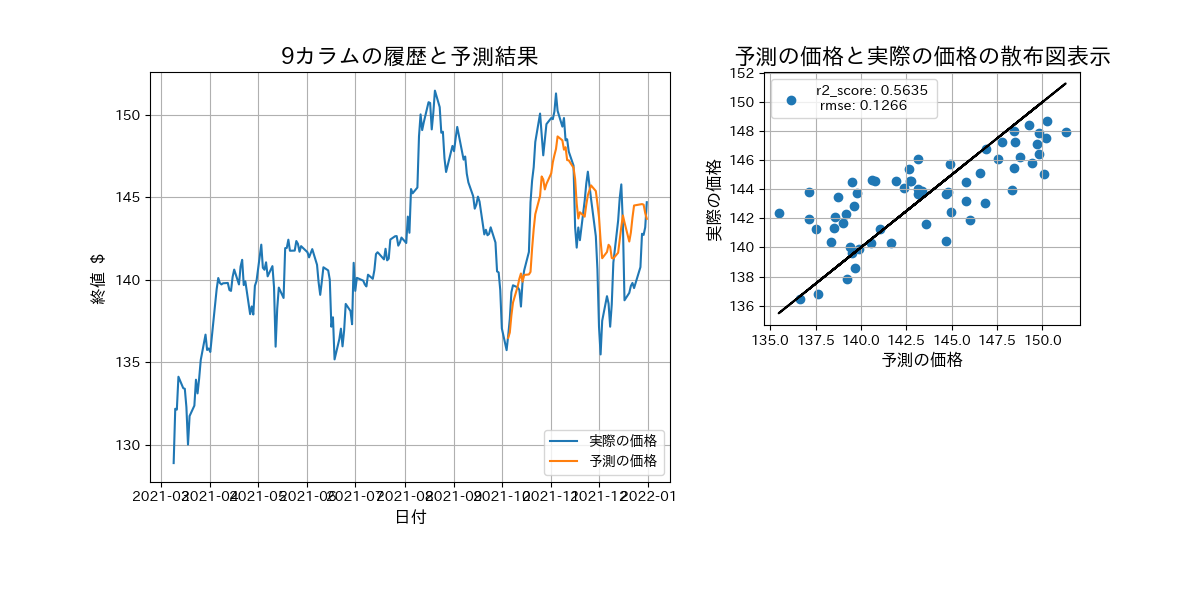 9カラムの履歴と予測結果
150
145
140
135
130
終値 $
2021-03 2021-04 2021-05 2021-06 2021-07 2021-08 2021-09 2021-10 2021-11 2021-12 2022-01
日付
実際の価格
予測の価格
予測の価格と実際の価格の散布図表示
r2_score: 0.5635
rmse: 0.1266
152
150
148
146
144
142
140
138
136
実際の価格
135.0 137.5 140.0 142.5 145.0 147.5 150.0
予測の価格